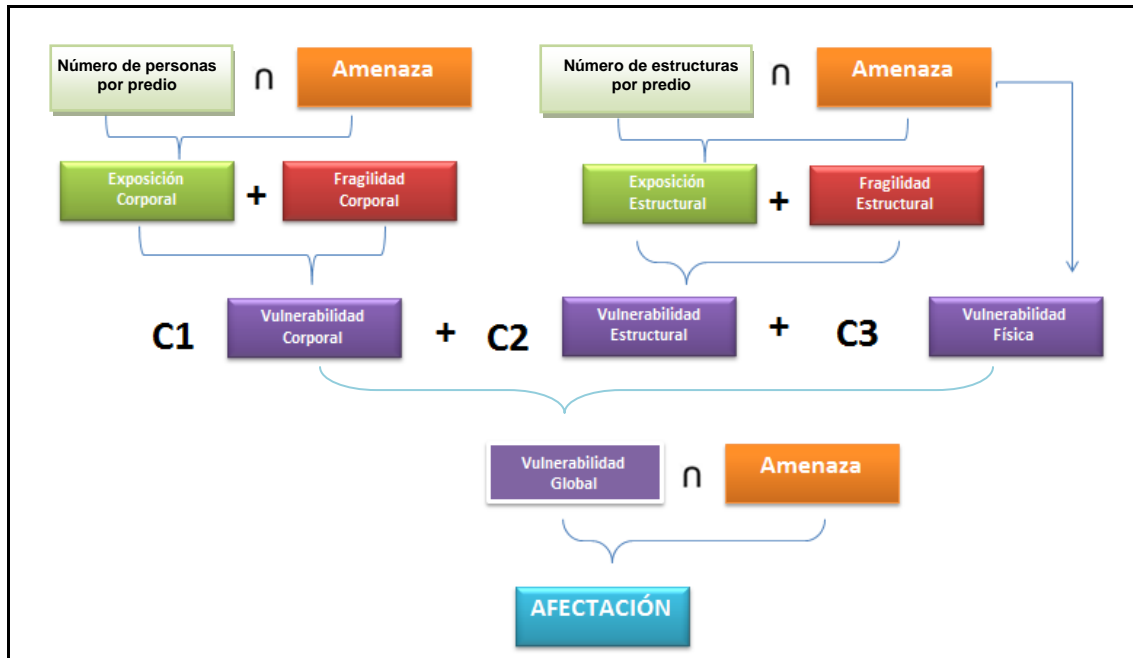 Número de personas
por predio
∩
Amenaza
Número de estructuras
por predio
∩
Amenaza
Exposición
Corporal
+
Fragilidad
Corporal
Exposición
Estructural
+
Fragilidad
Estructural
C1
Vulnerabilidad
Corporal
+
C2
Vulnerabilidad
Estructural
+
C3
Vulnerabilidad
Física
Vulnerabilidad
Global
∩
Amenaza
AFECTACIÓN